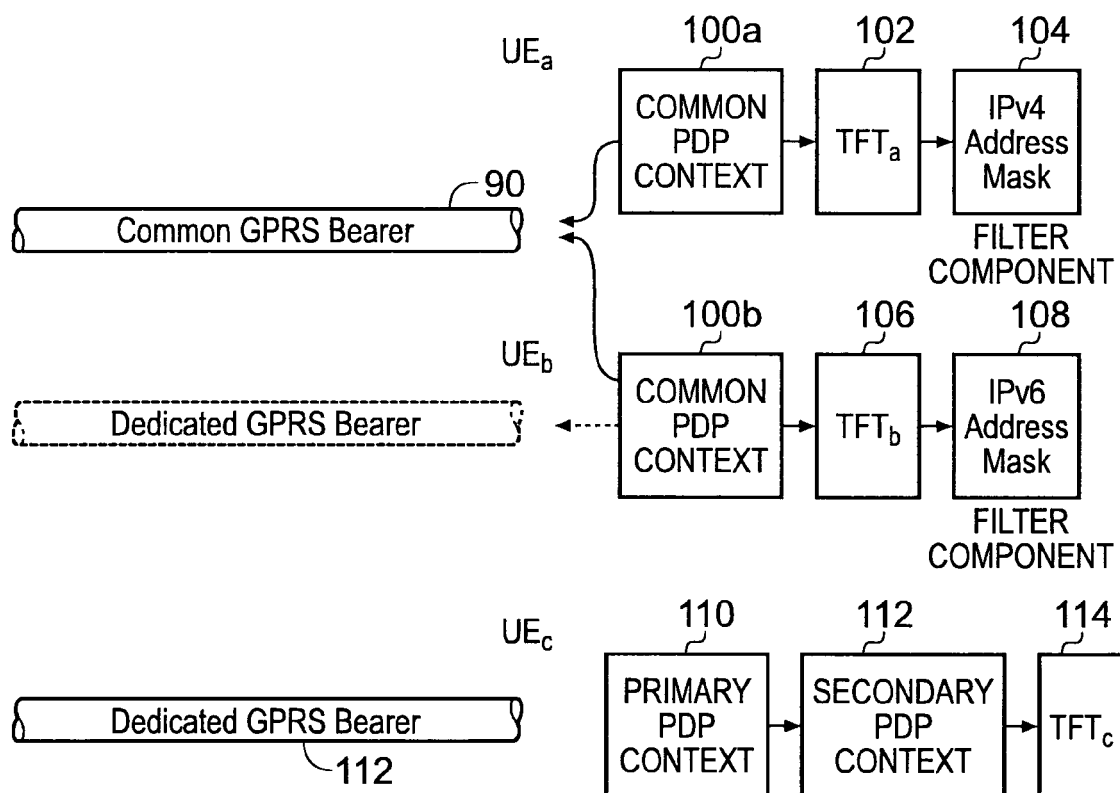 100a
102
104
UEa
COMMON
PDP
CONTEXT
TFTa
IPv4
Address
Mask
90
Common GPRS Bearer
FILTER
COMPONENT
100b
106
108
UEb
COMMON
PDP
CONTEXT
TFTb
IPv6
Address
Mask
Dedicated GPRS Bearer
FILTER
COMPONENT
110
112
114
UEc
PRIMARY
PDP
CONTEXT
SECONDARY
PDP
CONTEXT
TFTc
Dedicated GPRS Bearer
112